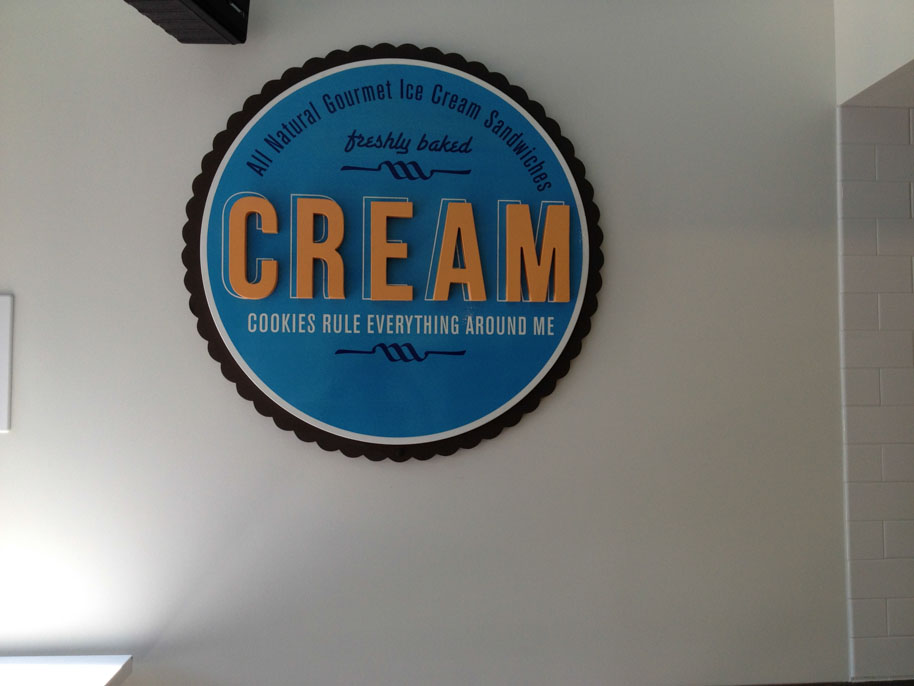 All Natural Gourmet Ice Cream Sandwiches
freshly baked
CREAM
COOKIES RULE EVERYTHING AROUND ME